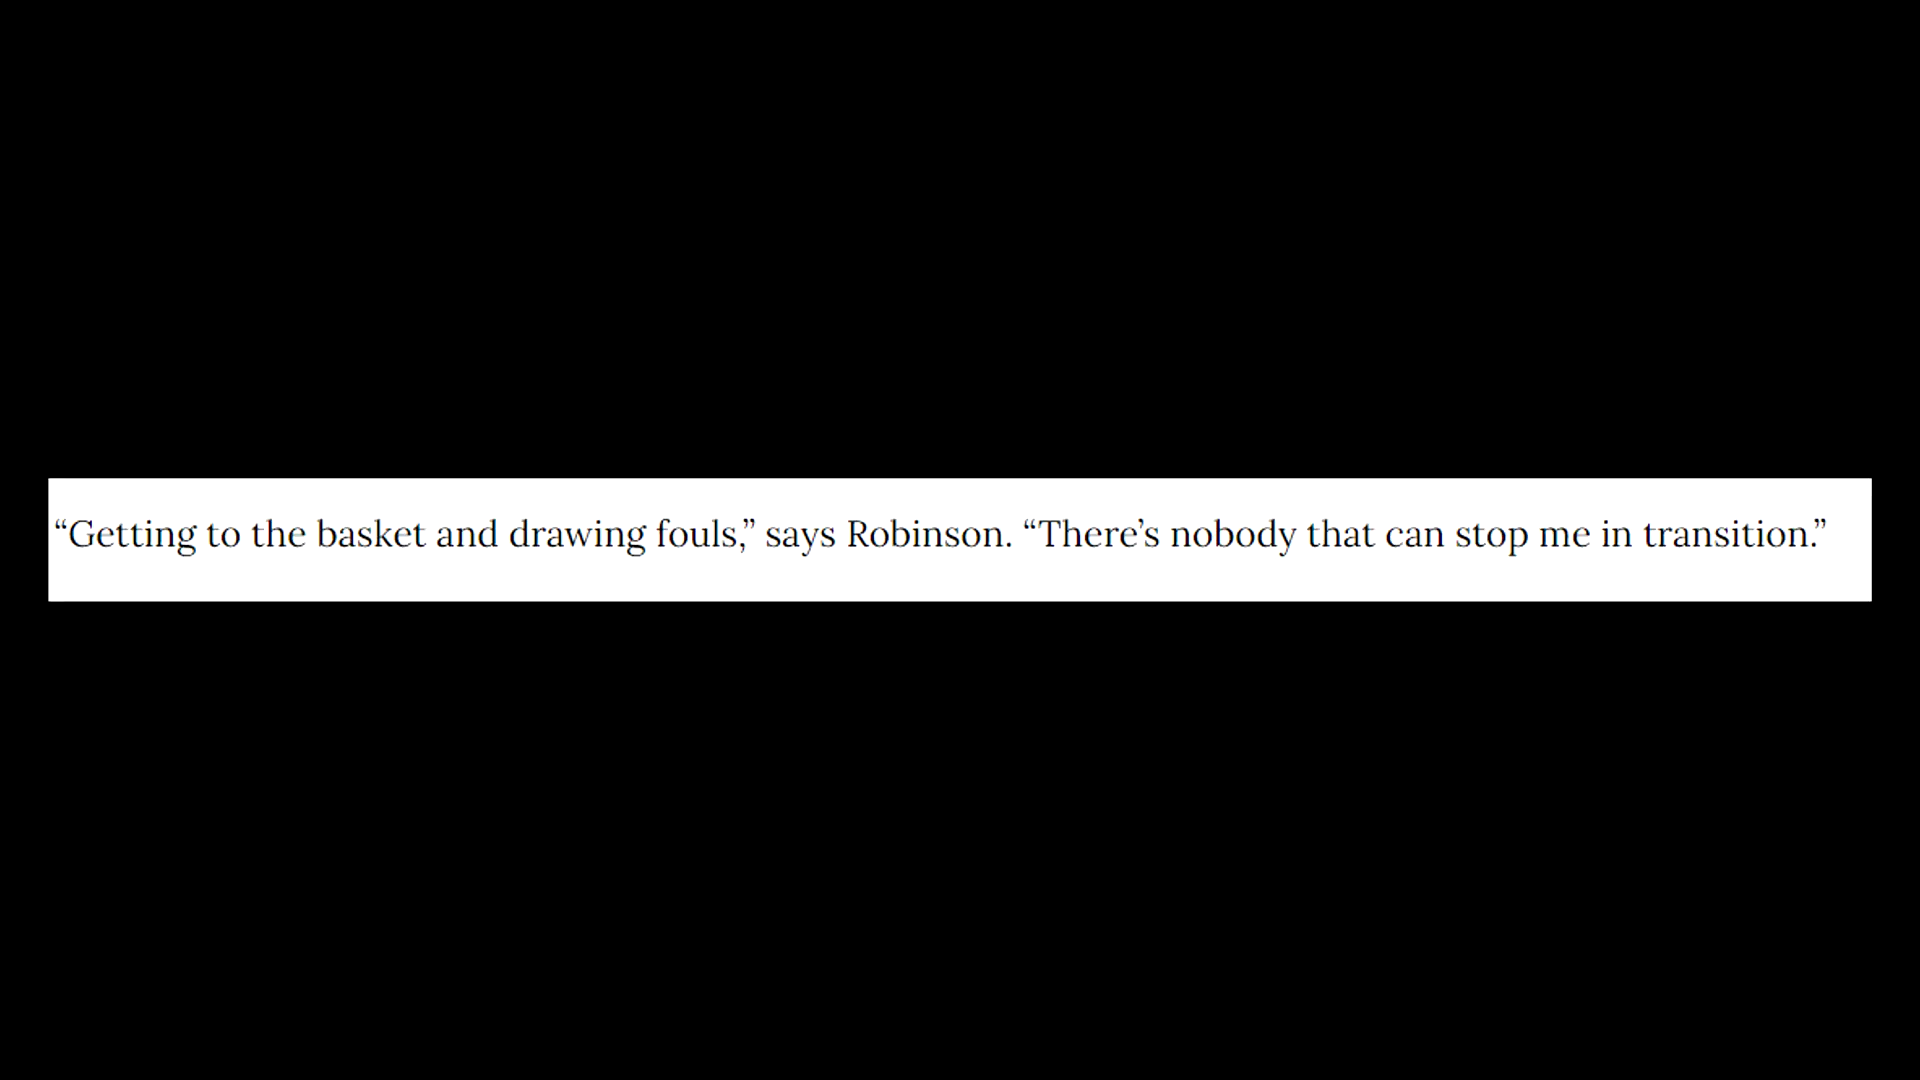 “Getting to the basket and drawing fouls,” says Robinson. “There’s nobody that can stop me in transition.”